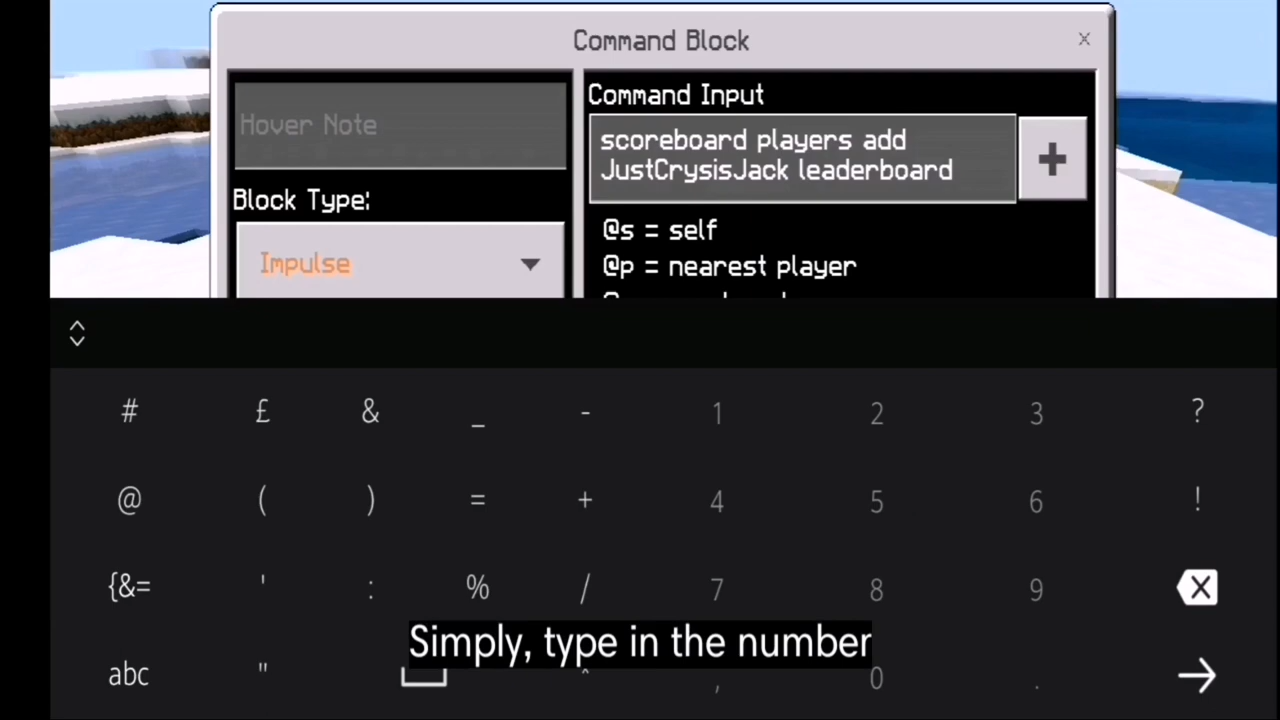 Command Block
Hover Note
Command Input
scoreboard players add
JustCrysisJack leaderboard
Block Type:
Impulse
@s = self
@p = nearest player
# £ & _ - 1 2 3 ?
@ ( ) = + 4 5 6 !
{&= ' : % / 7 8 9
Simply, type in the number
abc " ^ , 0 .